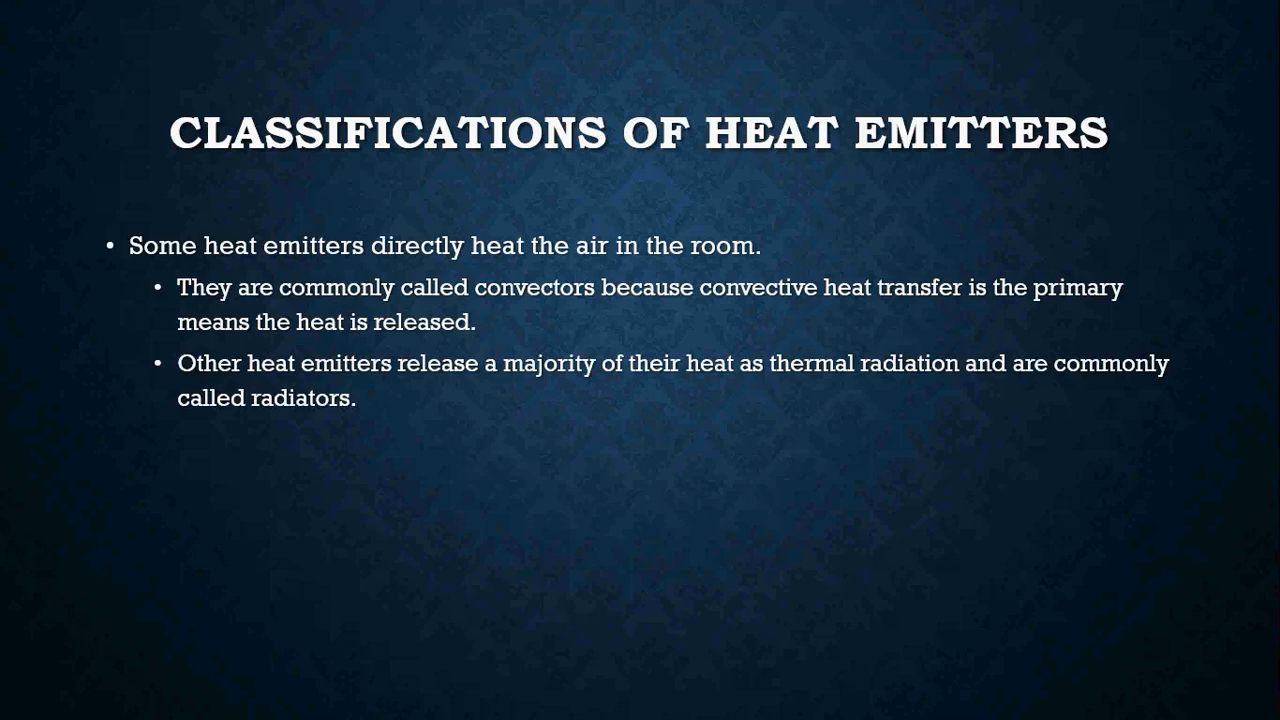 CLASSIFICATIONS OF HEAT EMITTERS
• Some heat emitters directly heat the air in the room.
• They are commonly called convectors because convective heat transfer is the primary
means the heat is released.
• Other heat emitters release a majority of their heat as thermal radiation and are commonly
called radiators.